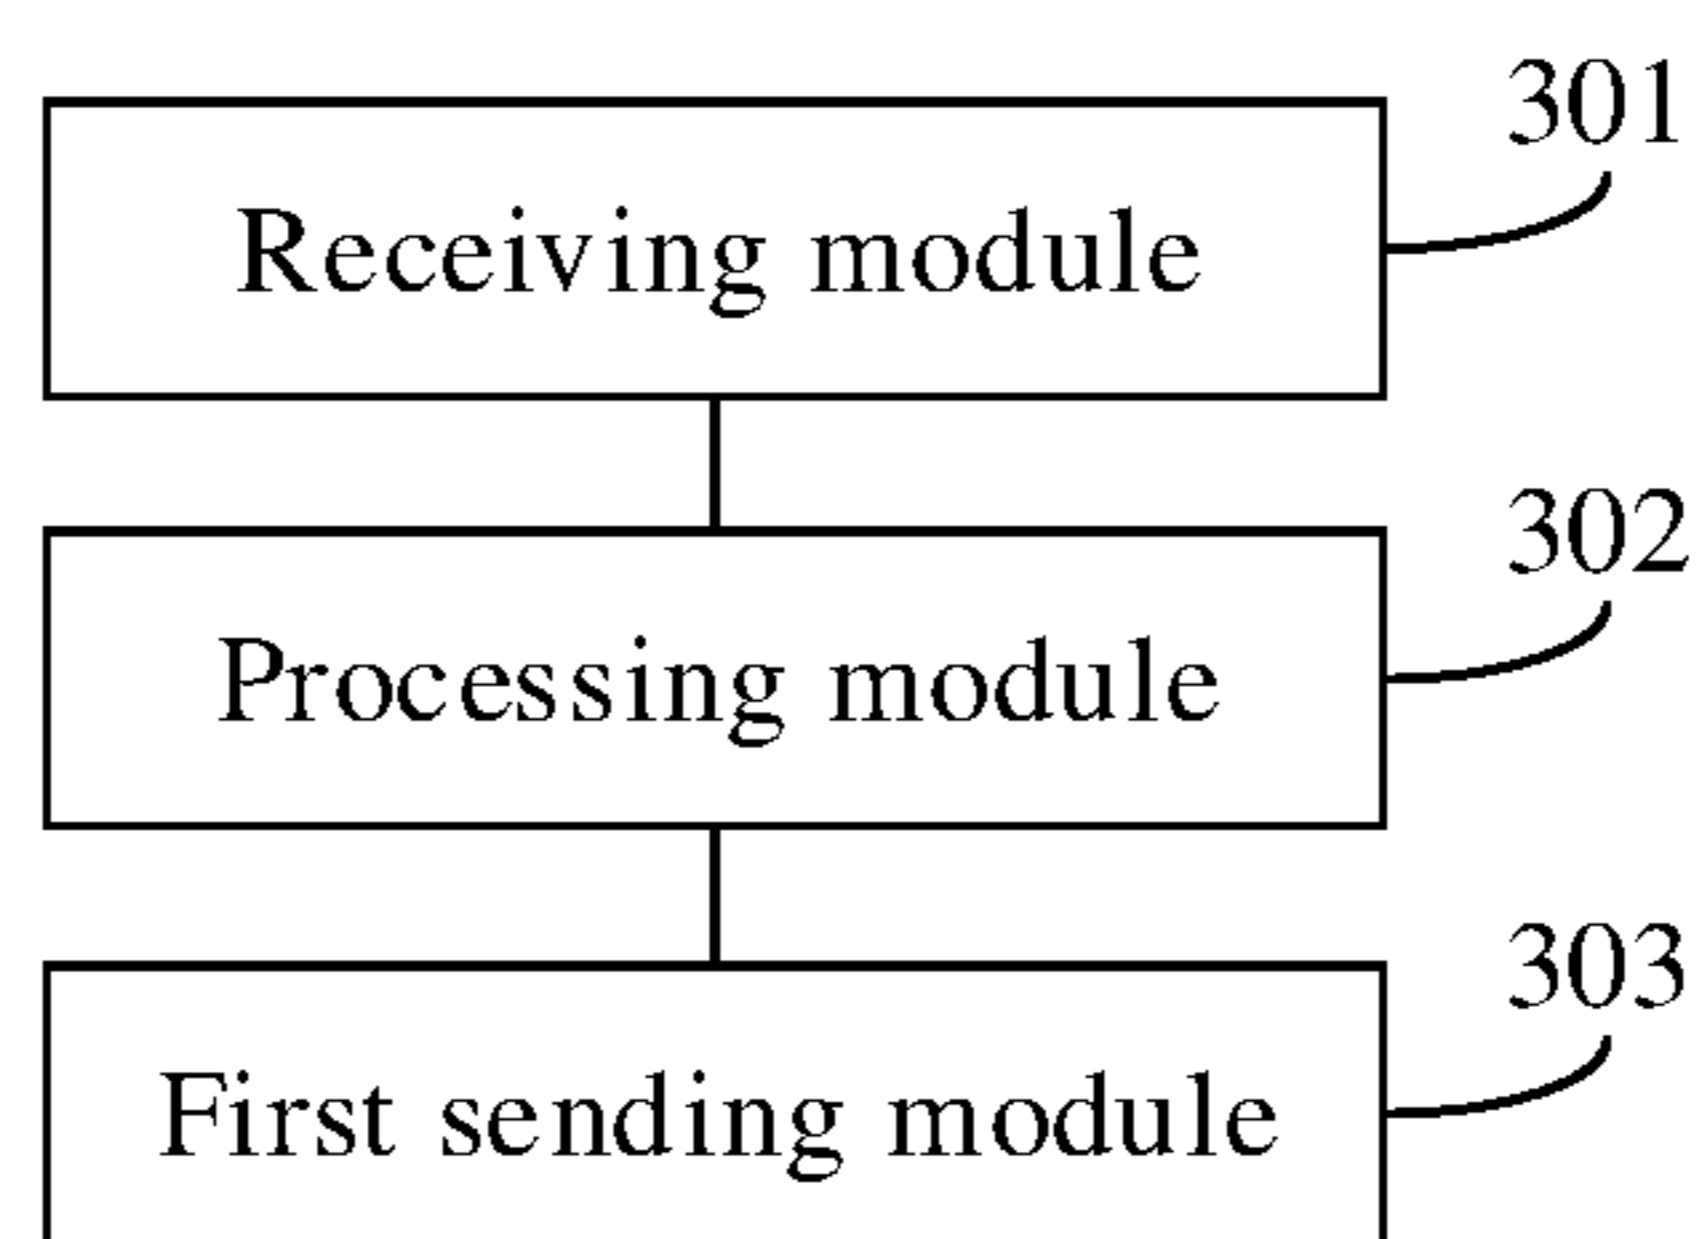 301
Receiving module
302
Processing module
303
First sending module